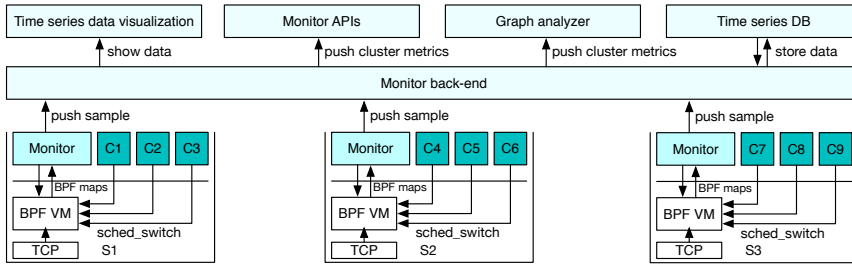 Time series data visualization
Monitor APIs
Graph analyzer
Time series DB
show data
push cluster metrics
push cluster metrics
store data
Monitor back-end
push sample
push sample
push sample
Monitor
C1
C2
C3
Monitor
C4
C5
C6
Monitor
C7
C8
C9
BPF maps
BPF maps
BPF maps
BPF VM
BPF VM
BPF VM
sched_switch
sched_switch
sched_switch
TCP
S1
TCP
S2
TCP
S3